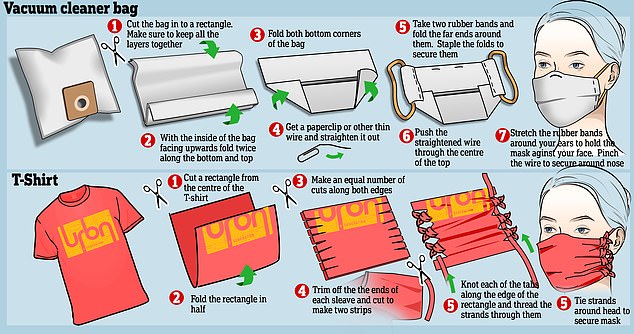 Vacuum cleaner bag
1 Cut the bag in to a rectangle.
Make sure to keep all the
layers together
2 With the inside of the bag
facing upwards fold twice
along the bottom and top
3 Fold both bottom corners
of the bag
4 Get a paperclip or other thin
wire and straighten it out
5 Take two rubber bands and
fold the far ends around
them. Staple the folds to
secure them
6 Push the
straightened wire
through the centre
of the top
7 Stretch the rubber bands
around your ears to hold the
mask against your face. Pinch
the wire to secure around nose
T-Shirt
1 Cut a rectangle from
the centre of the
T-shirt
2 Fold the rectangle in
half
3 Make an equal number of
cuts along both edges
4 Trim off the the ends of
each sleave and cut to
make two strips
5 Knot each of the tabs
along the edge of the
rectangle and thread the
strands through them
5 Tie strands
around head to
secure mask